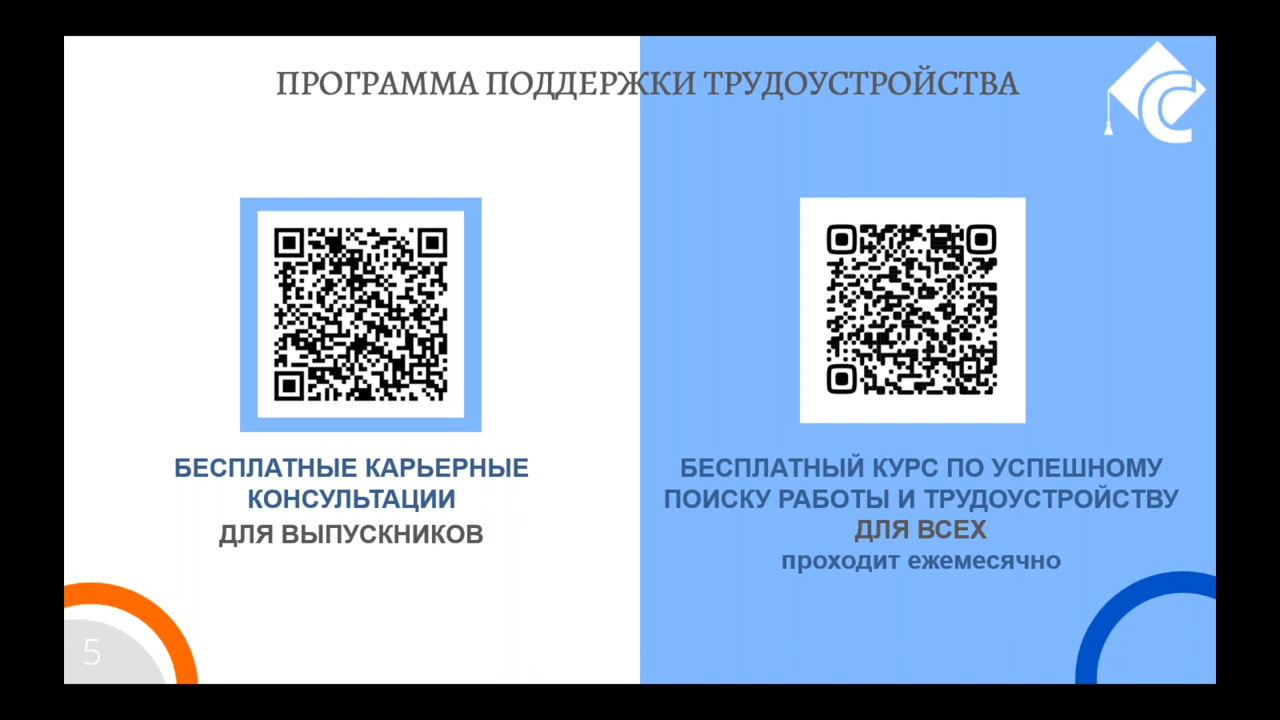 ПРОГРАММА ПОДДЕРЖКИ ТРУДОУСТРОЙСТВА
БЕСПЛАТНЫЕ КАРЬЕРНЫЕ
КОНСУЛЬТАЦИИ
ДЛЯ ВЫПУСКНИКОВ
БЕСПЛАТНЫЙ КУРС ПО УСПЕШНОМУ
ПОИСКУ РАБОТЫ И ТРУДОУСТРОЙСТВУ
ДЛЯ ВСЕХ
проходит ежемесячно
5